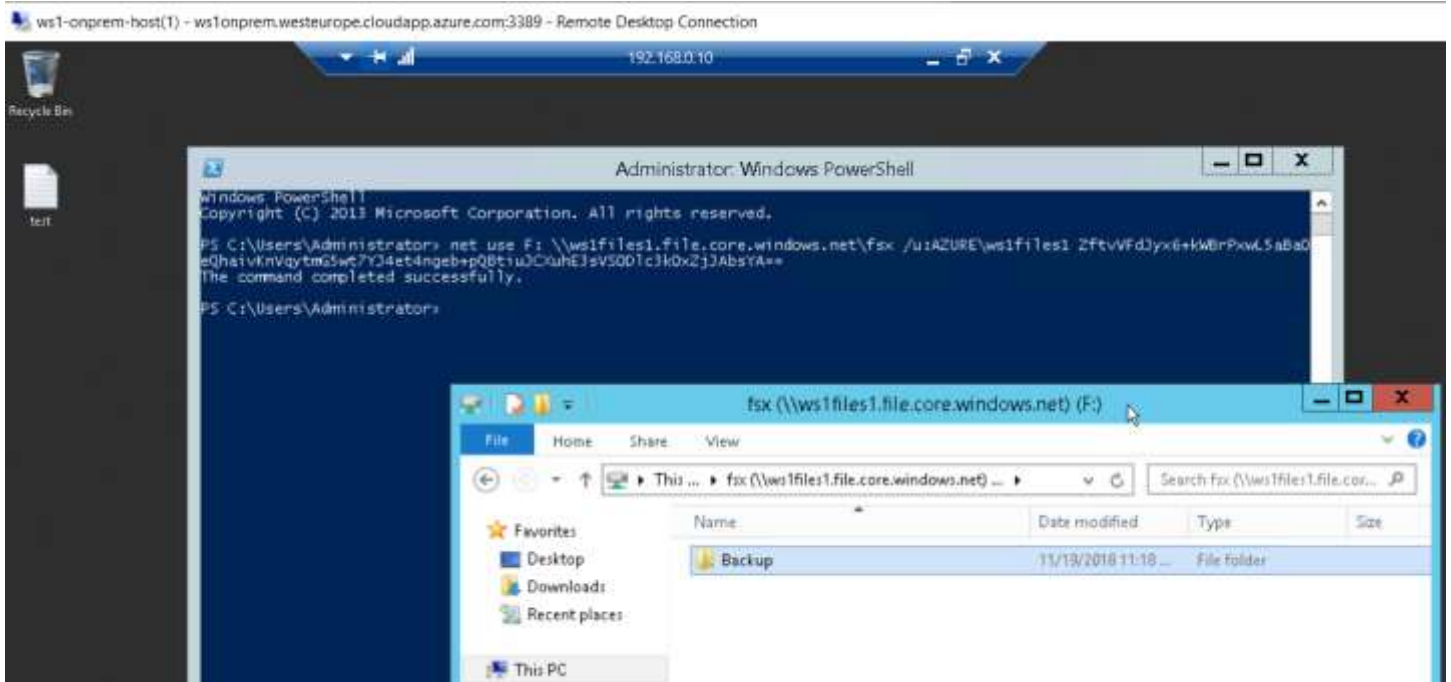 ws1-onprem-host(1) - ws1onprem.westeurope.cloudapp.azure.com:3389 - Remote Desktop Connection
192.168.0.10
Recycle Bin
test
Administrator: Windows PowerShell
Windows PowerShell
Copyright (C) 2013 Microsoft Corporation. All rights reserved.
PS C:\Users\Administrator> net use F: \\ws1files1.file.core.windows.net\fsx /u:AZURE\ws1files1
The command completed successfully.
PS C:\Users\Administrator>
fsx (\\ws1files1.file.core.windows.net) (F:)
File Home Share View
This ... fsx (\\ws1files1.file.core.windows.net) ...
Search fsx (\\ws1files1.file.cor...
Name Date modified Type Size
Favorites
Backup 11/19/2018 11:18 ... File folder
Desktop
Downloads
Recent places
This PC